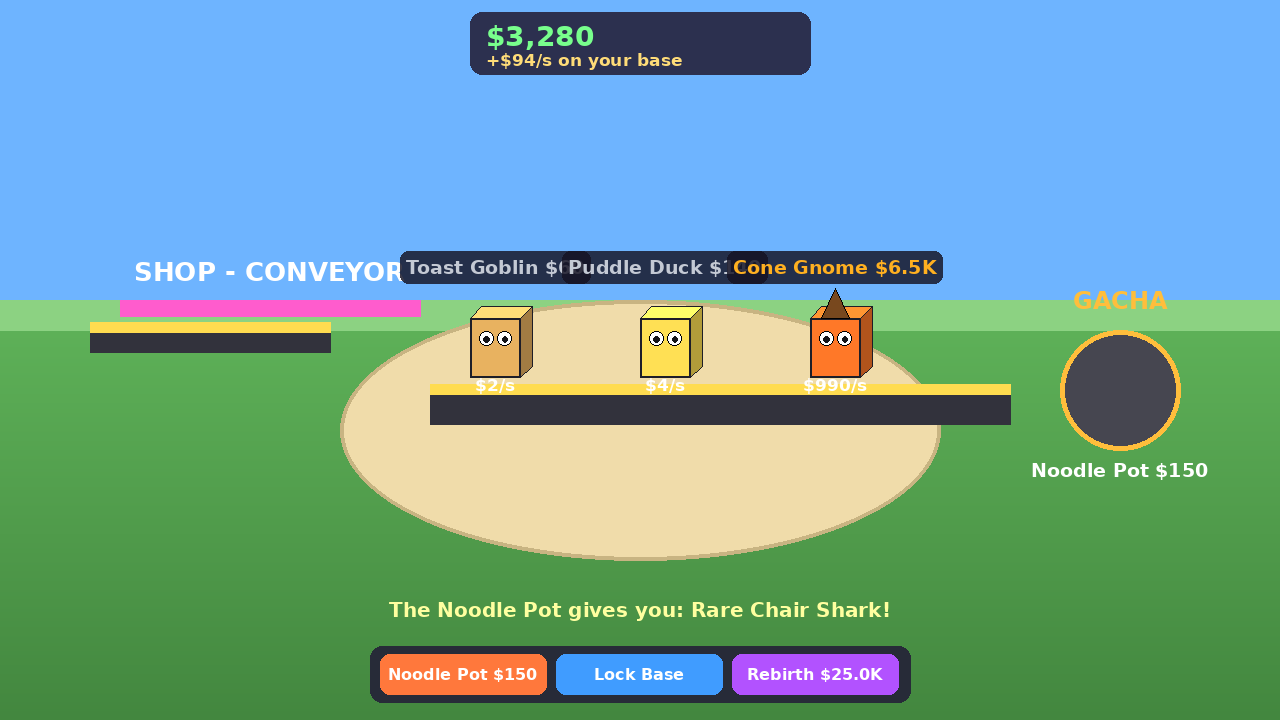 $3,280
+$94/s on your base
SHOP - CONVEYOR
Toast Goblin
Puddle Duck
Cone Gnome $6.5K
GACHA
$2/s
$4/s
$990/s
Noodle Pot $150
The Noodle Pot gives you: Rare Chair Shark!
Noodle Pot $150
Lock Base
Rebirth $25.0K